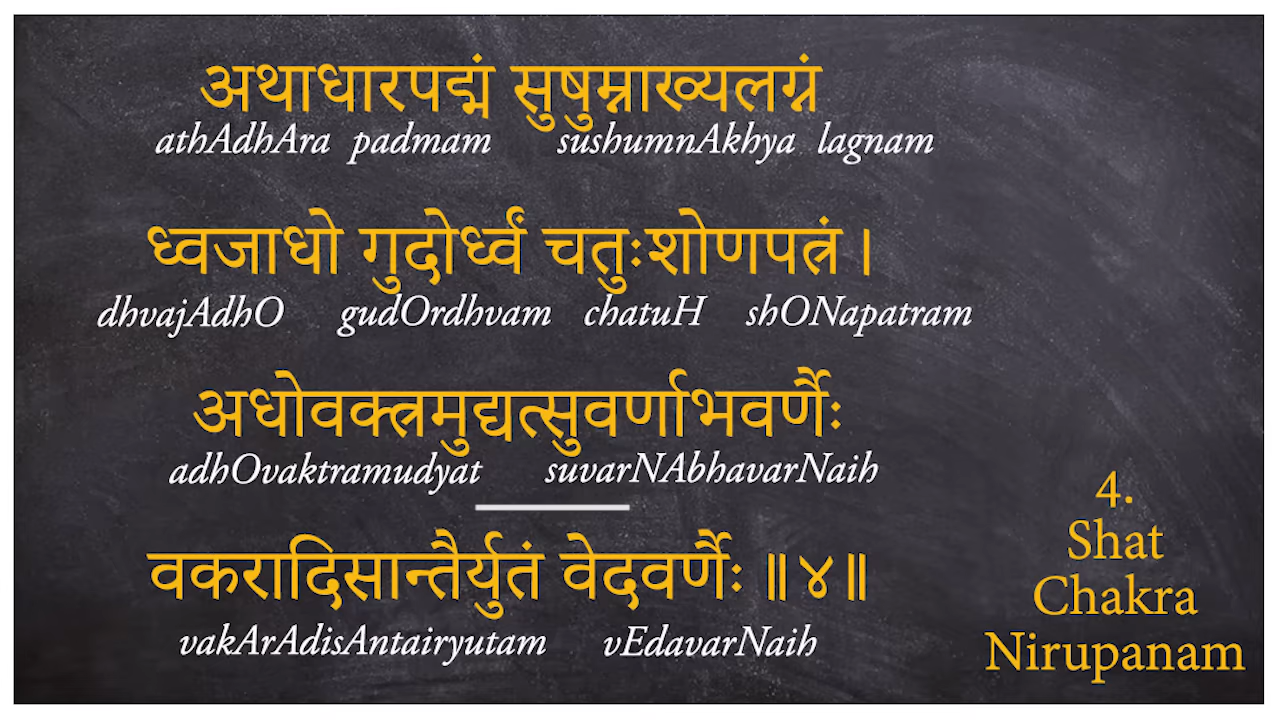 अथाधारपद्मं सुषुम्नाख्यलग्नं
athAdhAra padmam sushumnAkhya lagnam
ध्वजाधो गुदोर्ध्वं चतुःशोणपत्रं ।
dhvajAdhO gudOrdhvam chatuH shONapatram
अधोवक्त्रमुद्यत्सुवर्णाभवर्णैः
adhOvaktramudyat suvarNAbhavarNaih
वकरादिसान्तैर्युतं वेदवर्णैः ॥४॥
vakArAdisAntairyutam vEdavarNaih
4.
Shat
Chakra
Nirupanam